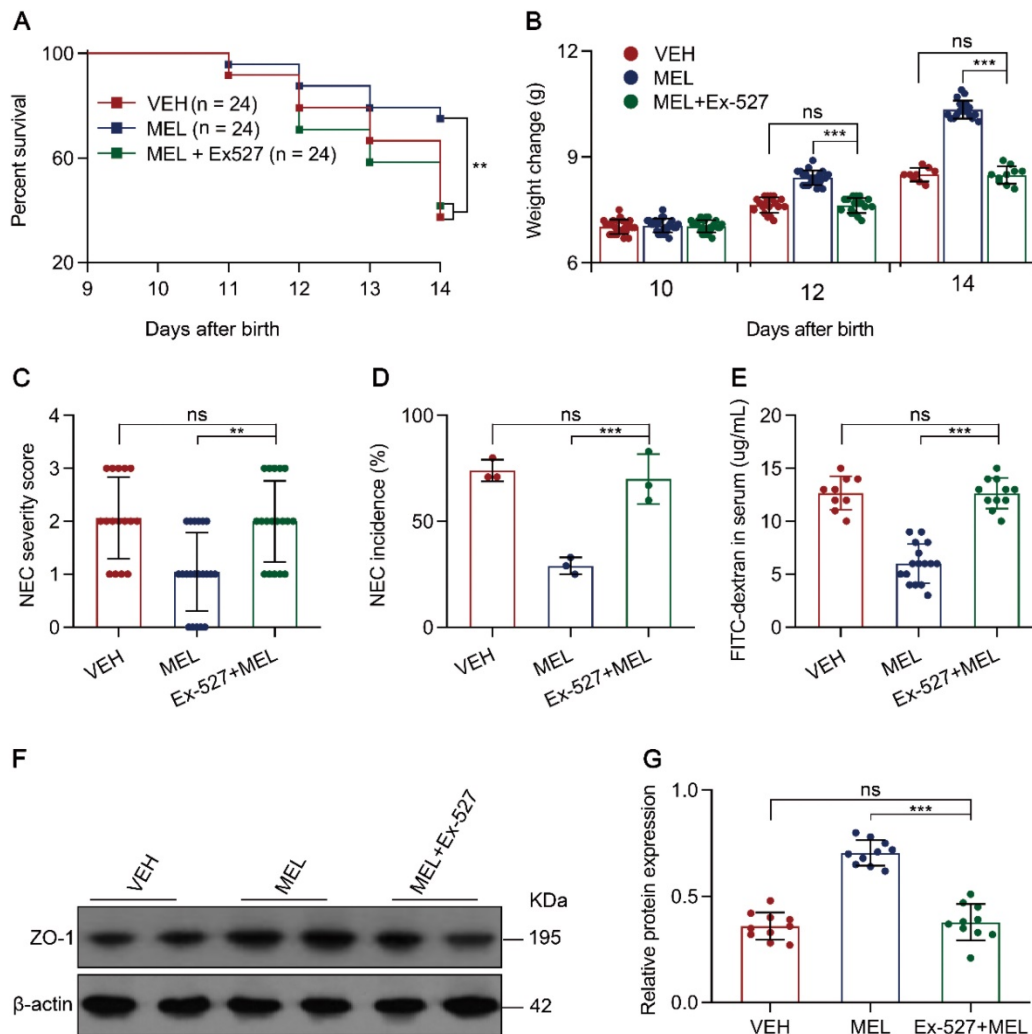 A
Percent survival
100
60
20
VEH (n = 24)
MEL (n = 24)
MEL + Ex527 (n = 24)
**
9 10 11 12 13 14
Days after birth
B
Weight change (g)
12
9
6
VEH
MEL
MEL+Ex-527
ns
***
ns
***
10 12 14
Days after birth
C
NEC severity score
4
3
2
1
0
ns
**
VEH MEL Ex-527+MEL
D
NEC incidence (%)
100
50
0
ns
***
VEH MEL Ex-527+MEL
E
FITC-dextran in serum (ug/mL)
20
15
10
5
0
ns
***
VEH MEL Ex-527+MEL
F
VEH MEL MEL+Ex-527
KDa
ZO-1 195
β-actin 42
G
Relative protein expression
1.0
0.5
0.0
ns
***
VEH MEL Ex-527+MEL